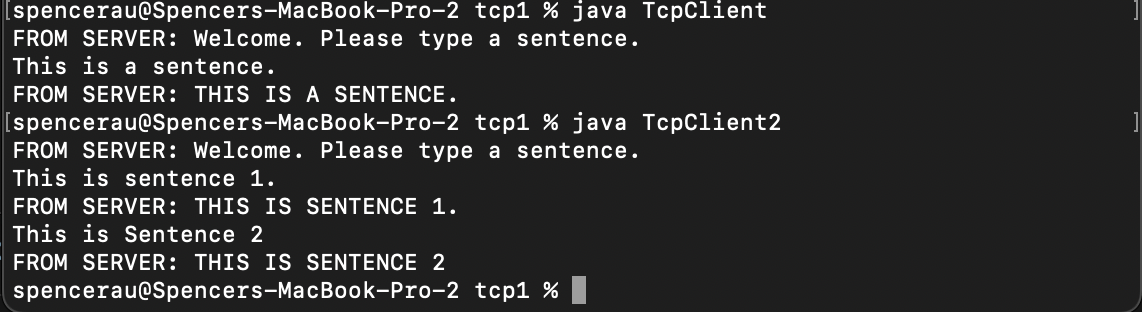 [spencerau@Spencers-MacBook-Pro-2 tcp1 % java TcpClient ]
FROM SERVER: Welcome. Please type a sentence.
This is a sentence.
FROM SERVER: THIS IS A SENTENCE.
[spencerau@Spencers-MacBook-Pro-2 tcp1 % java TcpClient2 ]
FROM SERVER: Welcome. Please type a sentence.
This is sentence 1.
FROM SERVER: THIS IS SENTENCE 1.
This is Sentence 2
FROM SERVER: THIS IS SENTENCE 2
spencerau@Spencers-MacBook-Pro-2 tcp1 %